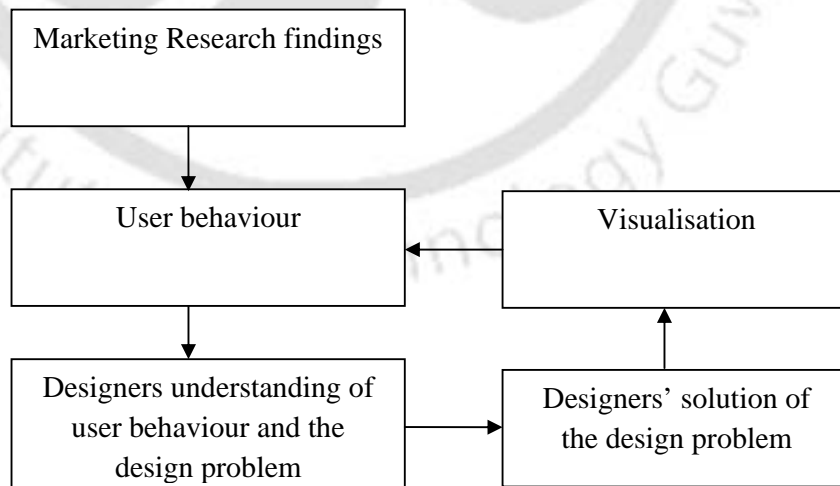 Marketing Research findings
User behaviour
Visualisation
Designers understanding of
user behaviour and the
design problem
Designers’ solution of
the design problem